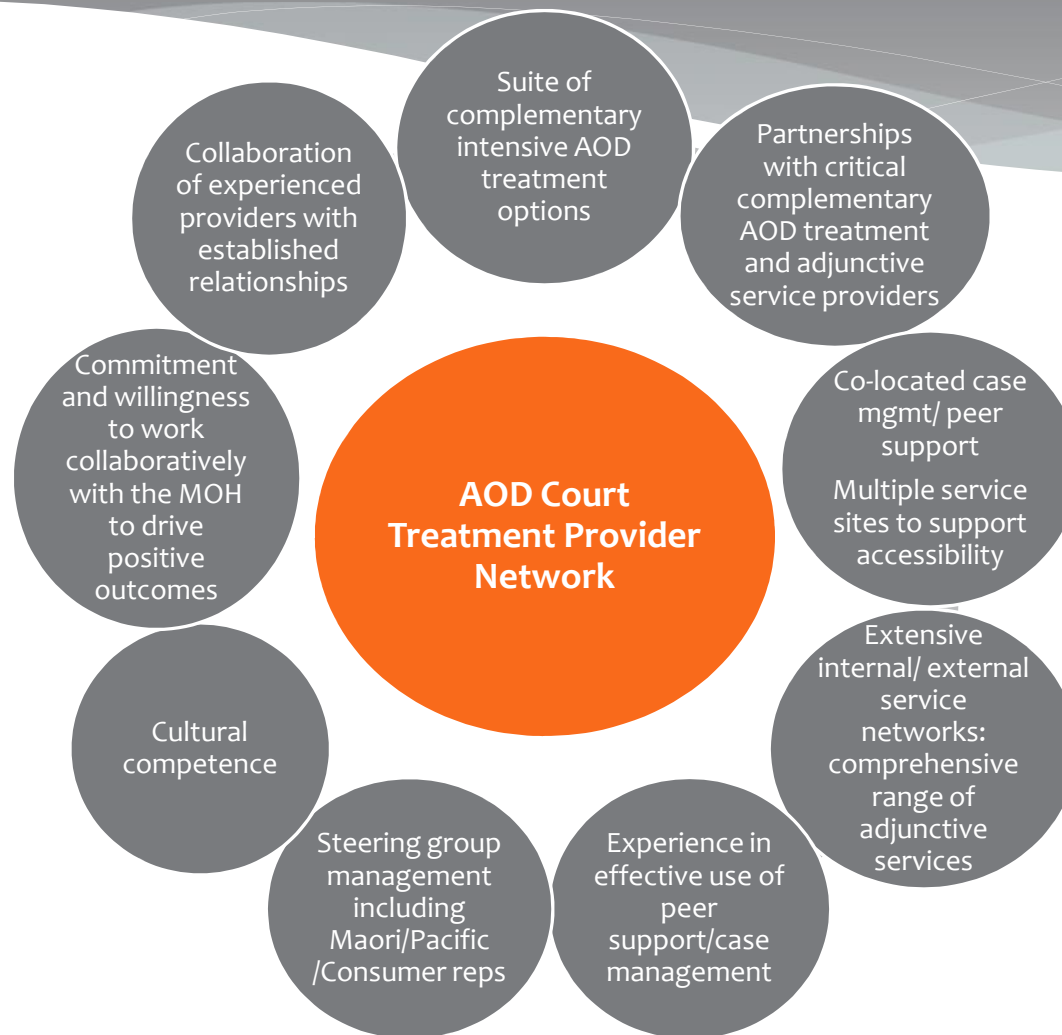 Suite of
complementary
intensive AOD
treatment
options
Partnerships
with critical
complementary
AOD treatment
and adjunctive
service providers
Co-located case
mgmt/ peer
support
Multiple service
sites to support
accessibility
Extensive
internal/ external
service
networks:
comprehensive
range of
adjunctive
services
Experience in
effective use of
peer
support/case
management
Steering group
management
including
Maori/Pacific
/Consumer reps
Cultural
competence
Commitment
and willingness
to work
collaboratively
with the MOH
to drive
positive
outcomes
Collaboration
of experienced
providers with
established
relationships
AOD Court
Treatment Provider
Network